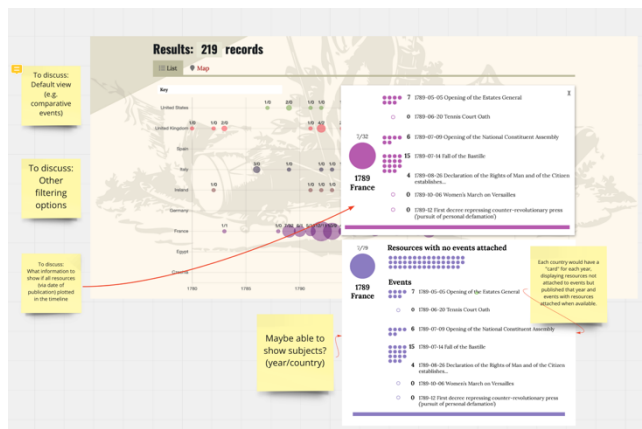 Results: 219 records
List
Map
Key
United States
United Kingdom
Spain
Italy
Ireland
Germany
France
Egypt
1760
1770
1780
To discuss:
Default view
(e.g.
comparative
events)
To discuss:
Other
filtering
options
To discuss:
What information to
show if all resources
(via date of
publication) plotted
in the timeline
1789
France
7 1789-05-05 Opening of the Estates General
0 1789-06-20 Tennis Court Oath
6 1789-07-09 Opening of the National Constituent Assembly
15 1789-07-14 Fall of the Bastille
4 1789-08-26 Declaration of the Rights of Man and of the Citizen
establishes...
0 1789-10-06 Women's March on Versailles
0 1789-12 First decree repressing counter-revolutionary press
(pursuit of personal defamation)
Resources with no events attached
1789
France
Events
7 1789-05-05 Opening of the Estates General
0 1789-06-20 Tennis Court Oath
6 1789-07-09 Opening of the National Constituent Assembly
15 1789-07-14 Fall of the Bastille
4 1789-08-26 Declaration of the Rights of Man and of the Citizen
establishes...
0 1789-10-06 Women's March on Versailles
0 1789-12 First decree repressing counter-revolutionary press
(pursuit of personal defamation)
Each country would have a
"card" for each year,
displaying resources not
attached to events but
published that year and
events with resources
attached when available.
Maybe able to
show subjects?
(year/country)